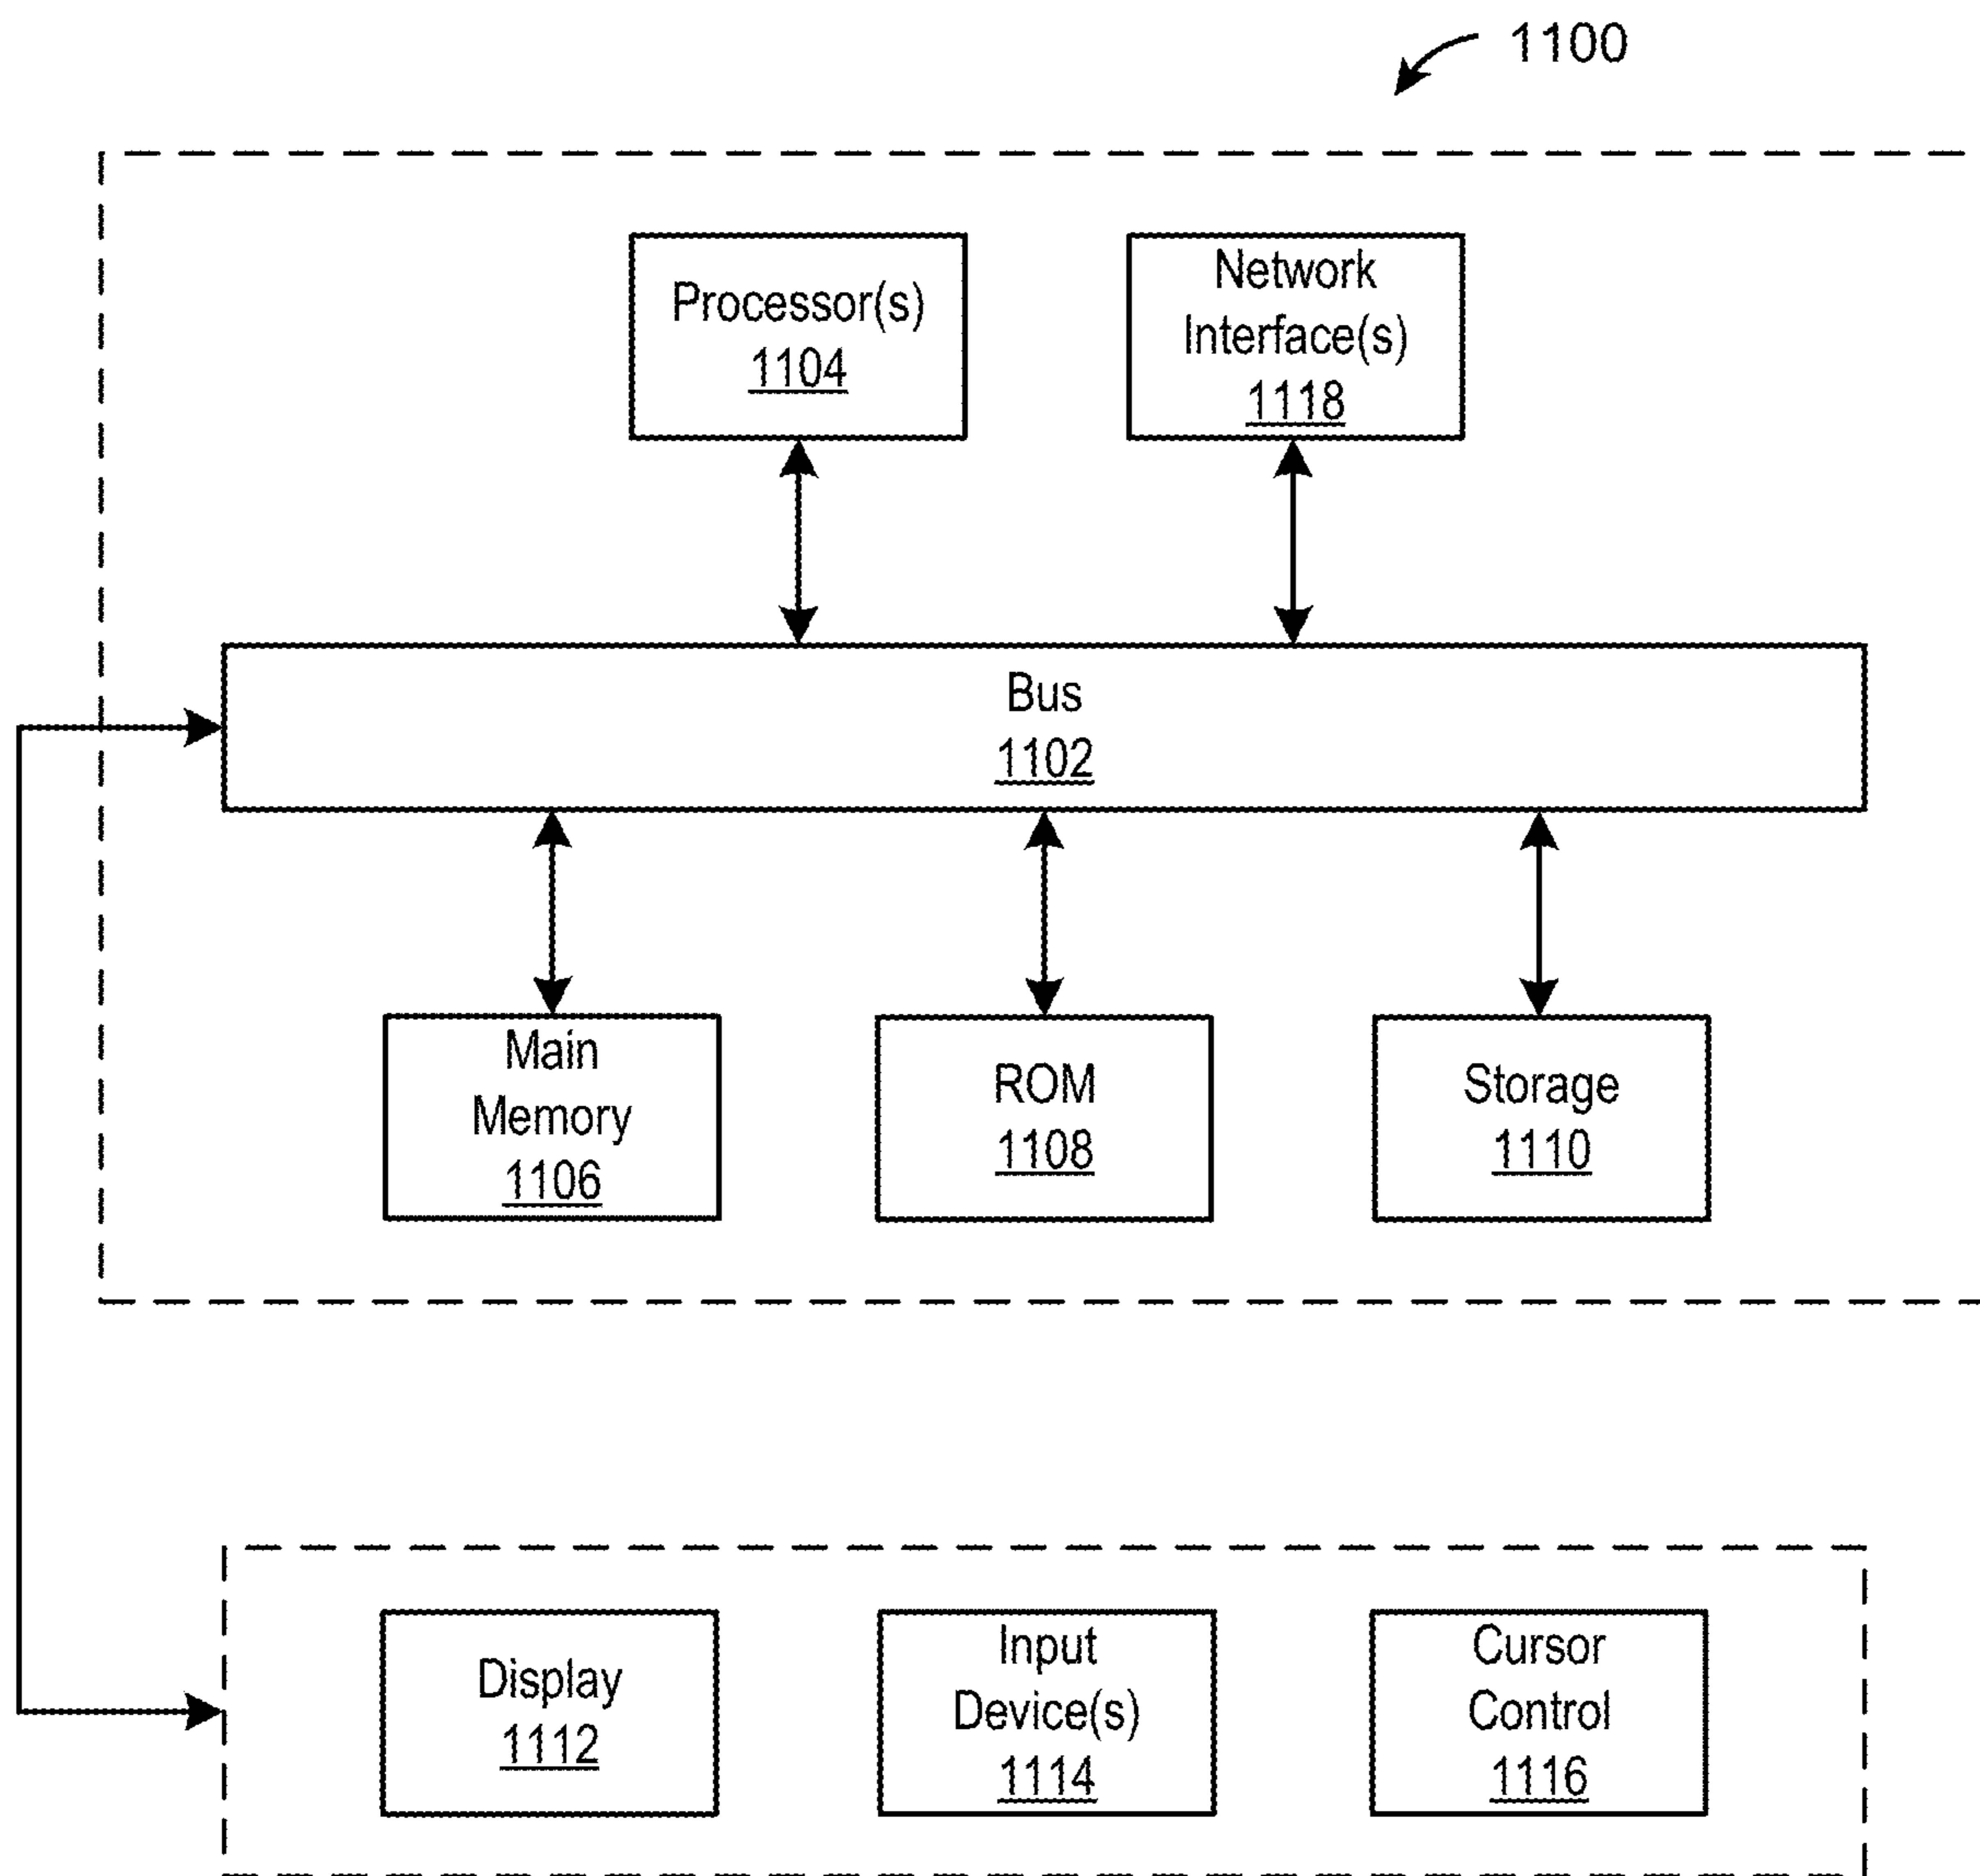 1100
Processor(s)
1104
Network
Interface(s)
1118
Bus
1102
Main
Memory
1106
ROM
1108
Storage
1110
Display
1112
Input
Device(s)
1114
Cursor
Control
1116